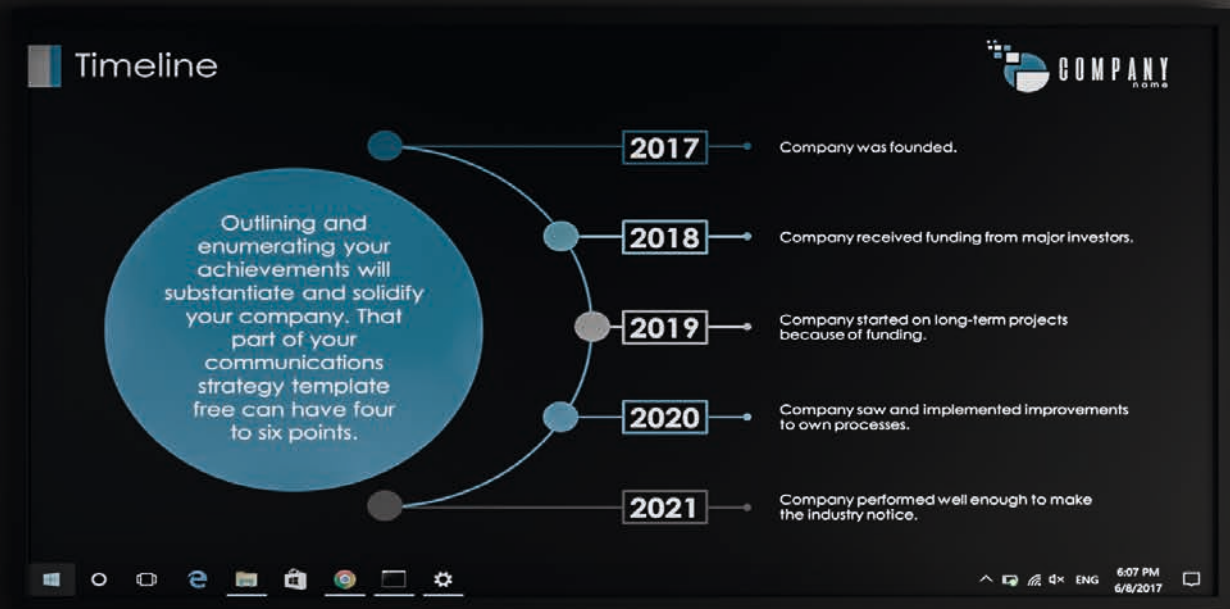 Timeline
COMPANY
name
Outlining and
enumerating your
achievements will
substantiate and solidify
your company. That
part of your
communications
strategy template
free can have four
to six points.
2017
Company was founded.
2018
Company received funding from major investors.
2019
Company started on long-term projects
because of funding.
2020
Company saw and implemented improvements
to own processes.
2021
Company performed well enough to make
the industry notice.
ENG
6:07 PM
6/8/2017